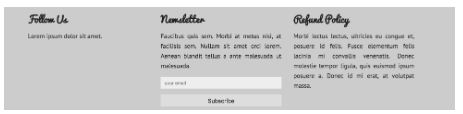 Follow Us
Lorem ipsum dolor sit amet.
Newsletter
Faucibus quis sem. Morbi at metus nisi, at
facilisis sem. Nullam sit amet orci lorem.
Aenean blandit tellus a ante malesuada ut
malesuada.
your email
Subscribe
Refund Policy
Morbi lectus lectus, ultricies eu congue et,
posuere id felis. Fusce elementum felis
lacinia mi convallis venenatis. Donec
molestie tempor ligula, quis euismod ipsum
posuere a. Donec id mi erat, at volutpat
massa.